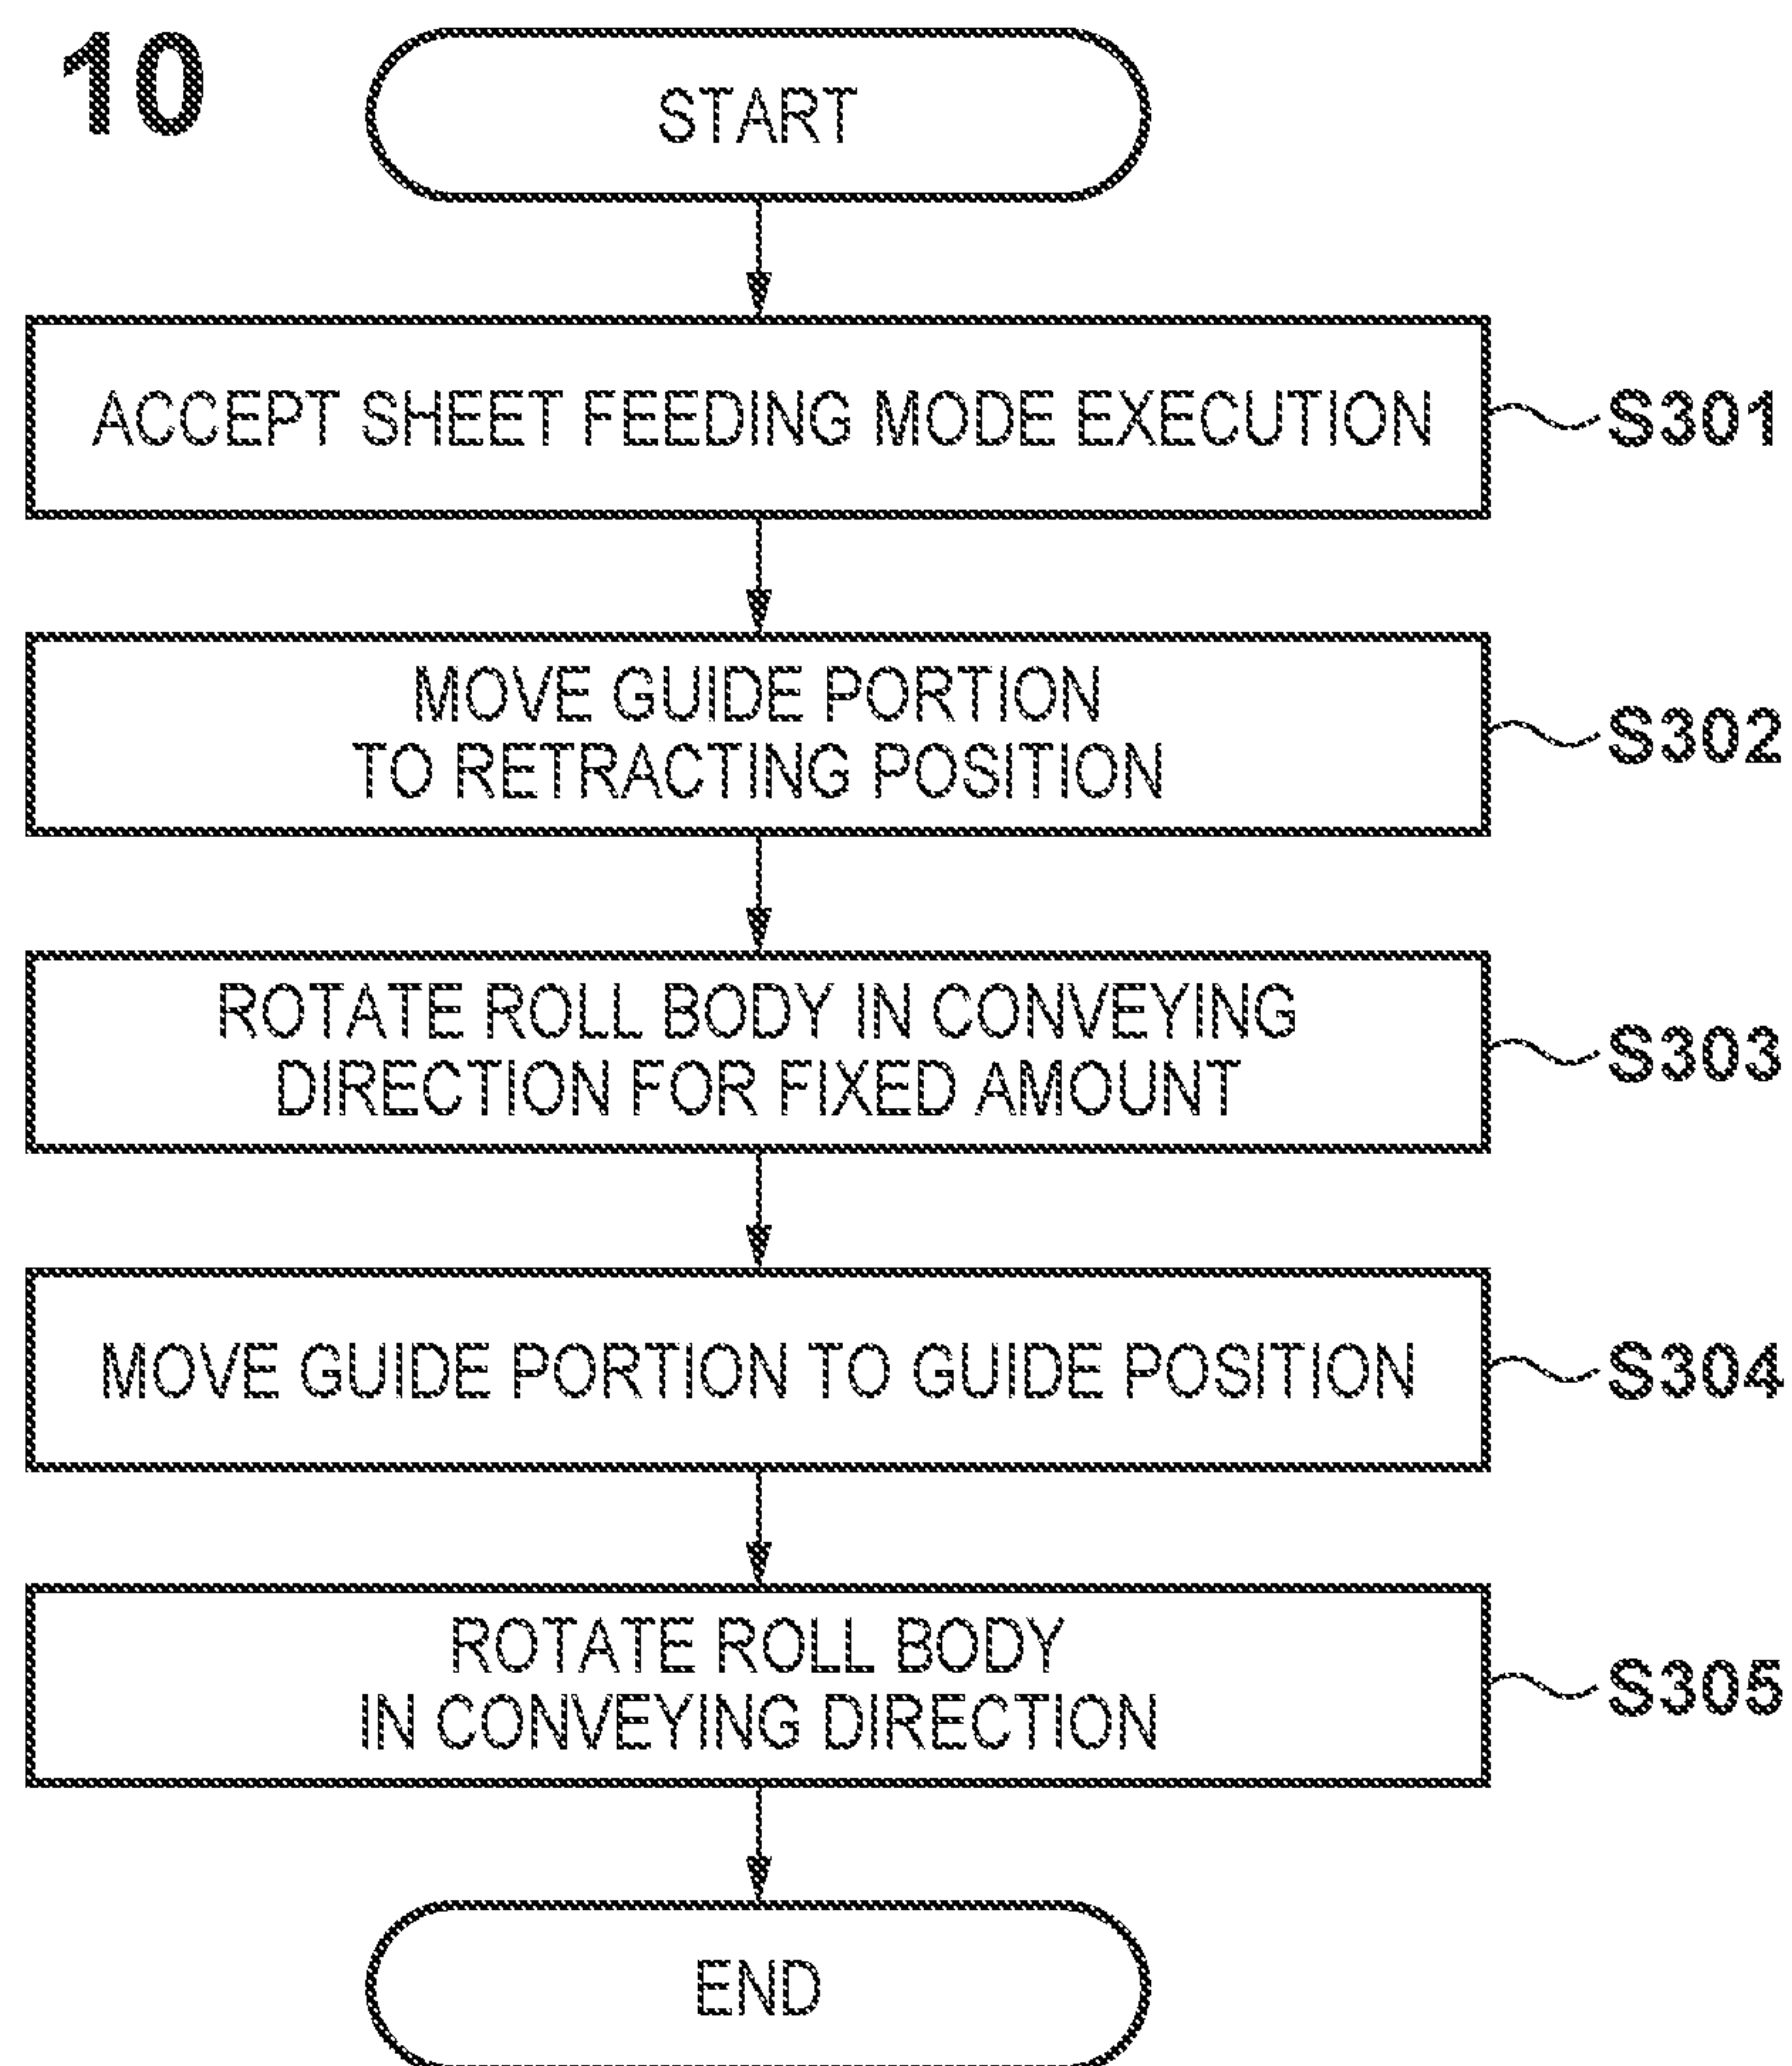 10
START
ACCEPT SHEET FEEDING MODE EXECUTION
S301
MOVE GUIDE PORTION
TO RETRACTING POSITION
S302
ROTATE ROLL BODY IN CONVEYING
DIRECTION FOR FIXED AMOUNT
S303
MOVE GUIDE PORTION TO GUIDE POSITION
S304
ROTATE ROLL BODY
IN CONVEYING DIRECTION
S305
END